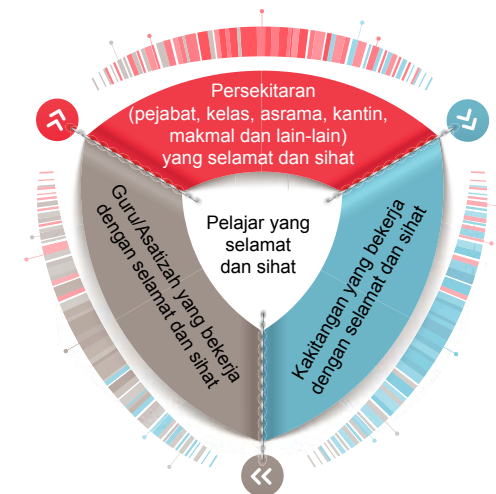 Persekitaran
(pejabat, kelas, asrama, kantin,
makmal dan lain-lain)
yang selamat dan sihat
Guru/Asatizah yang bekerja
dengan selamat dan sihat
Pelajar yang
selamat
dan sihat
Kakitangan yang bekerja
dengan selamat dan sihat